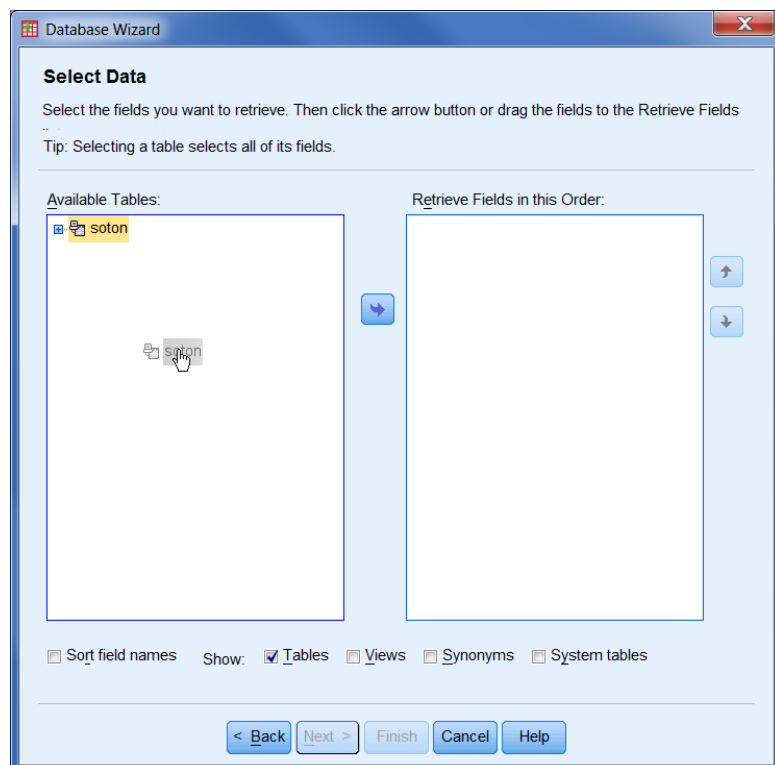 Database Wizard
Select Data
Select the fields you want to retrieve. Then click the arrow button or drag the fields to the Retrieve Fields
Tip: Selecting a table selects all of its fields.
Available Tables:
Retrieve Fields in this Order:
soton
soton
Sort field names
Show:
Tables
Views
Synonyms
System tables
< Back
Next >
Finish
Cancel
Help